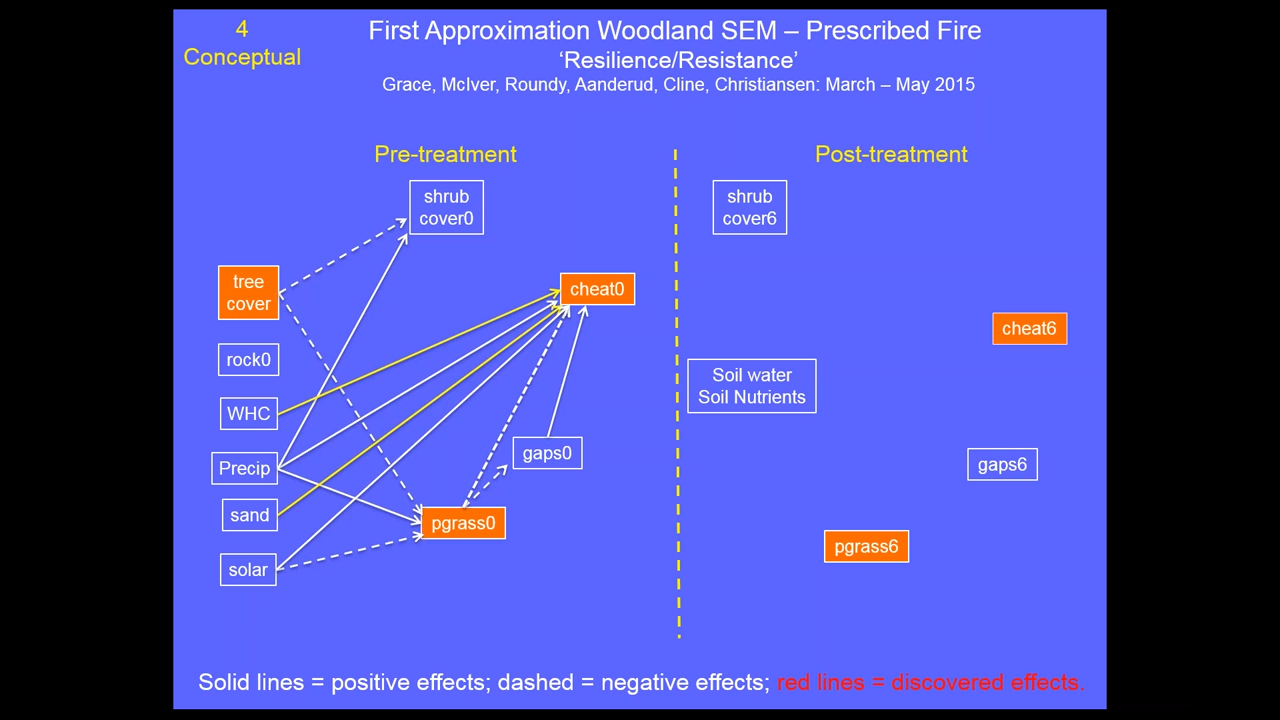 4
Conceptual
First Approximation Woodland SEM – Prescribed Fire
‘Resilience/Resistance’
Grace, McIver, Roundy, Aanderud, Cline, Christiansen: March – May 2015
Pre-treatment
Post-treatment
shrub
cover0
shrub
cover6
tree
cover
cheat0
cheat6
rock0
Soil water
Soil Nutrients
WHC
gaps0
gaps6
Precip
sand
pgrass0
pgrass6
solar
Solid lines = positive effects; dashed = negative effects; red lines = discovered effects.